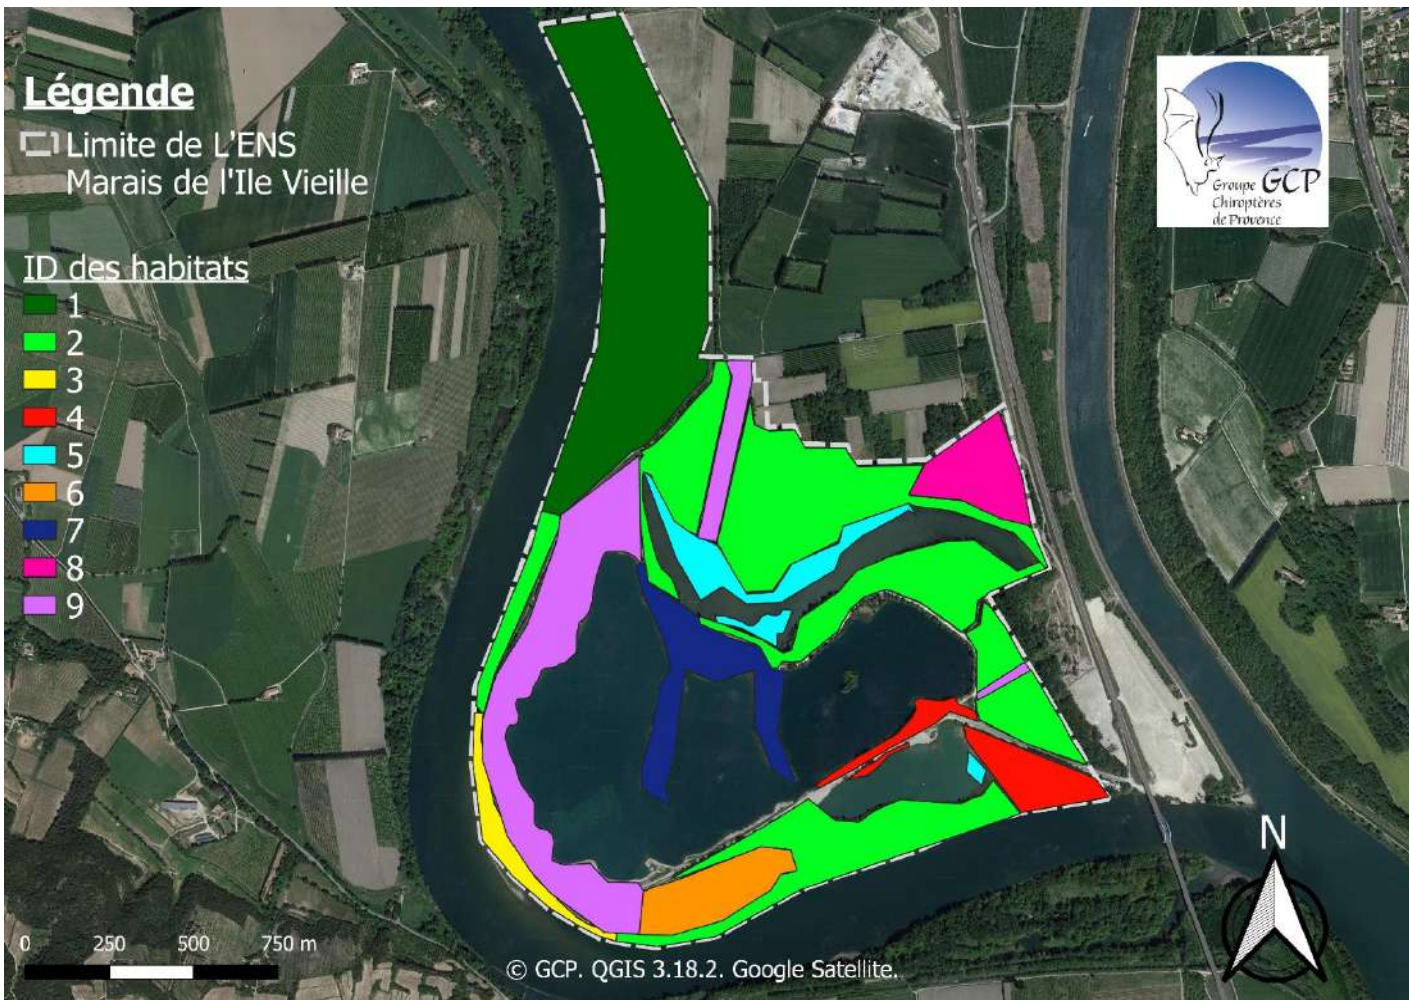 Légende
Limite de L'ENS
Marais de l'Ile Vieille
ID des habitats
1
2
3
4
5
6
7
8
9
Groupe GCP
Chiroptères
de Provence
N
0 250 500 750 m
© GCP. QGIS 3.18.2. Google Satellite.